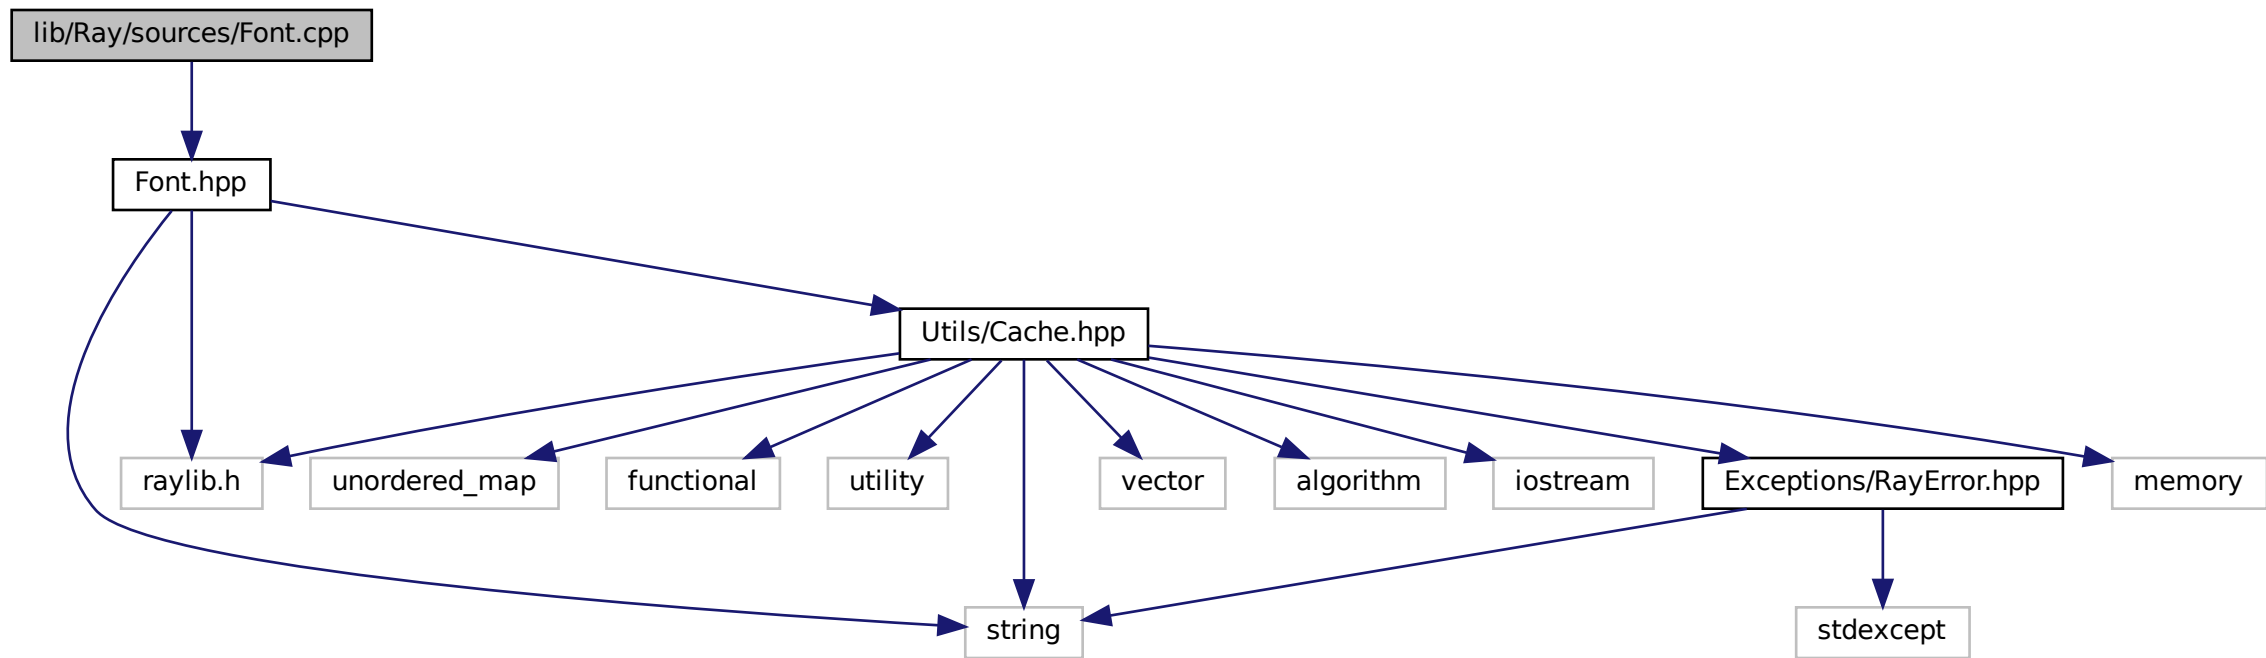 lib/Ray/sources/Font.cpp
Font.hpp
Utils/Cache.hpp
raylib.h
unordered_map
functional
utility
vector
algorithm
iostream
Exceptions/RayError.hpp
memory
string
stdexcept